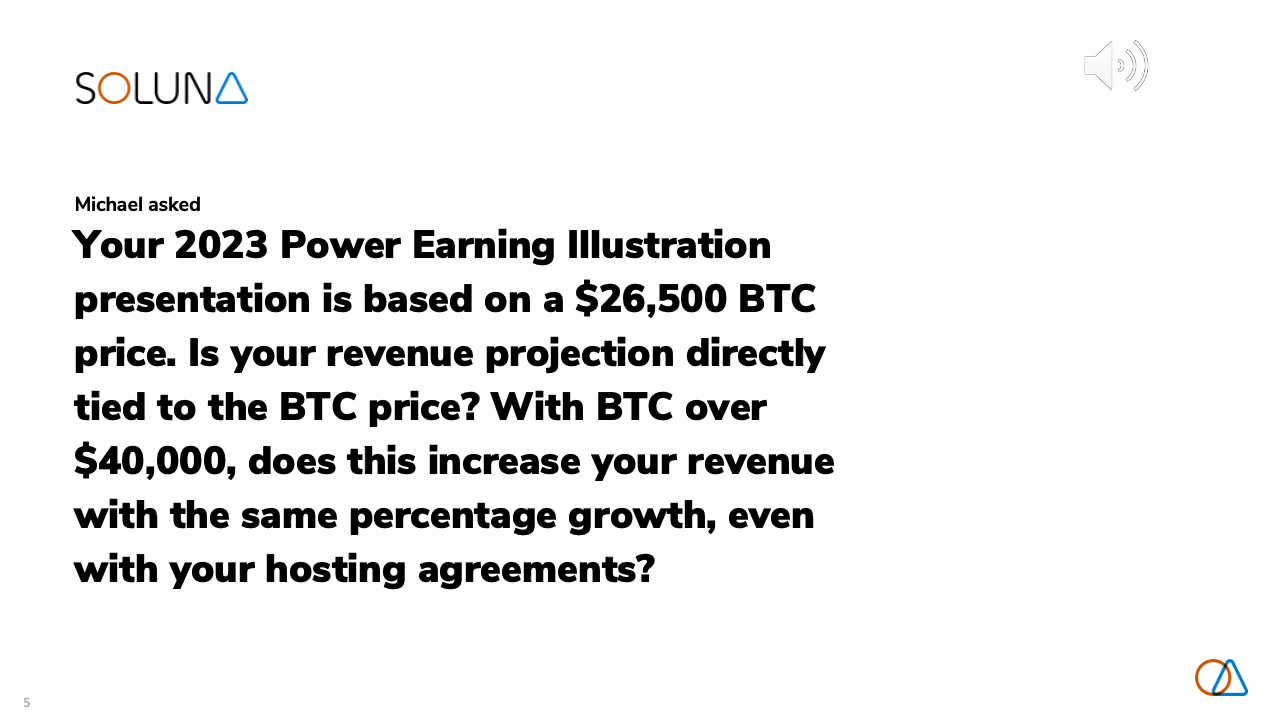 SOLUNA
Michael asked
Your 2023 Power Earning Illustration
presentation is based on a $26,500 BTC
price. Is your revenue projection directly
tied to the BTC price? With BTC over
$40,000, does this increase your revenue
with the same percentage growth, even
with your hosting agreements?
5